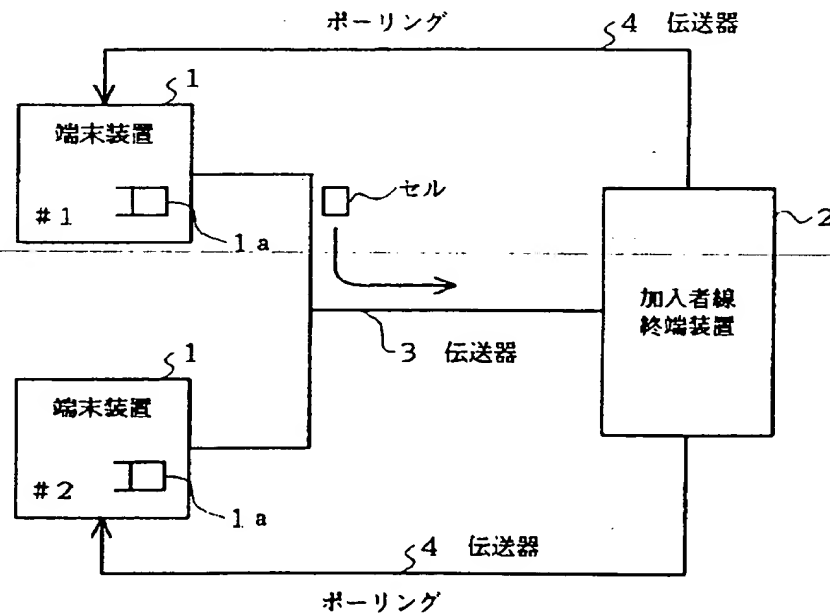 ポーリング
4 伝送器
1
端末装置
#1
1a
セル
2
加入者線
終端装置
3 伝送器
1
端末装置
#2
1a
4 伝送器
ポーリング